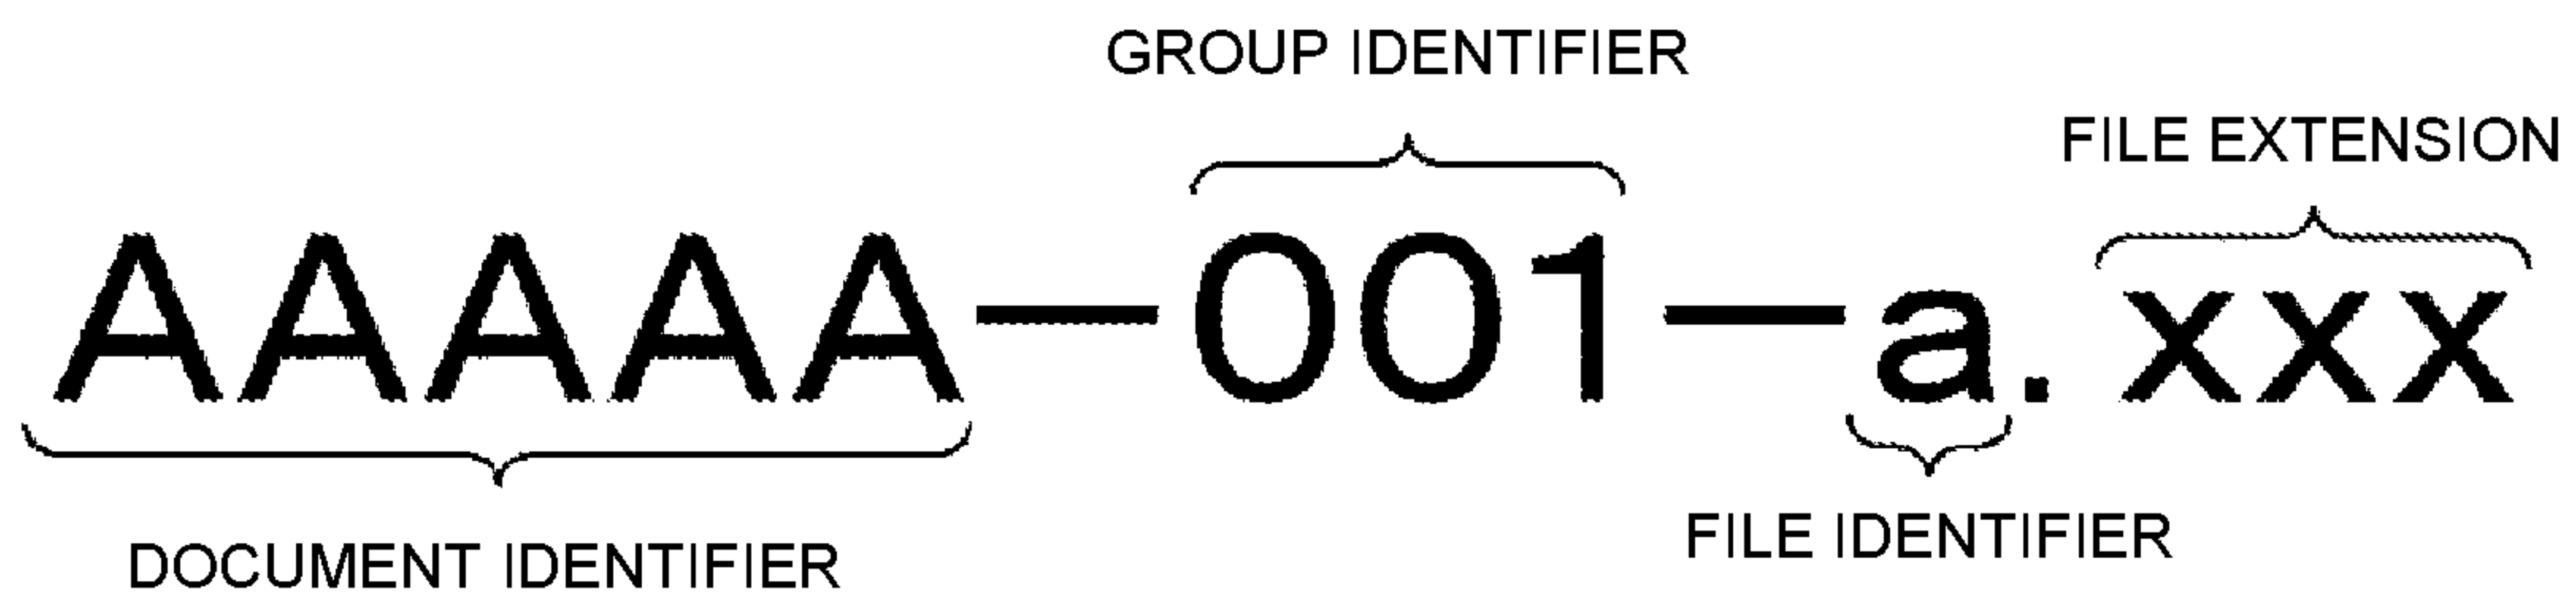 GROUP IDENTIFIER
FILE EXTENSION
AAAAA—001—a.xxx
DOCUMENT IDENTIFIER
FILE IDENTIFIER